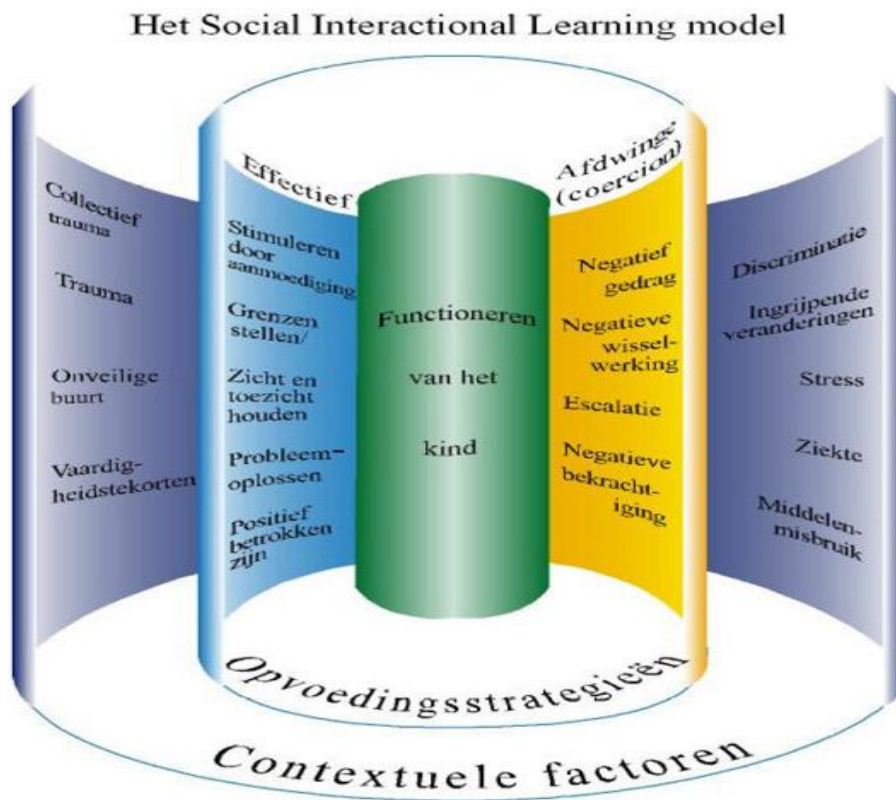 Het Social Interactional Learning model
Collectief
trauma
Trauma
Onveilige
buurt
Vaardig-
heidstekorten
Effectief
Stimuleren
door
aanmoediging
Grenzen
stellen/
Zicht en
toezicht
houden
Probleem-
oplossen
Positief
betrokken
zijn
Functioneren
van het
kind
Afdwinge
(coercion)
Negatief
gedrag
Negatieve
wissel-
werking
Escalatie
Negatieve
bekracht-
iging
Discriminatie
Ingrijpende
veranderingen
Stress
Ziekte
Middelen-
misbruik
Opvoedingsstrategieën
Contextuele factoren